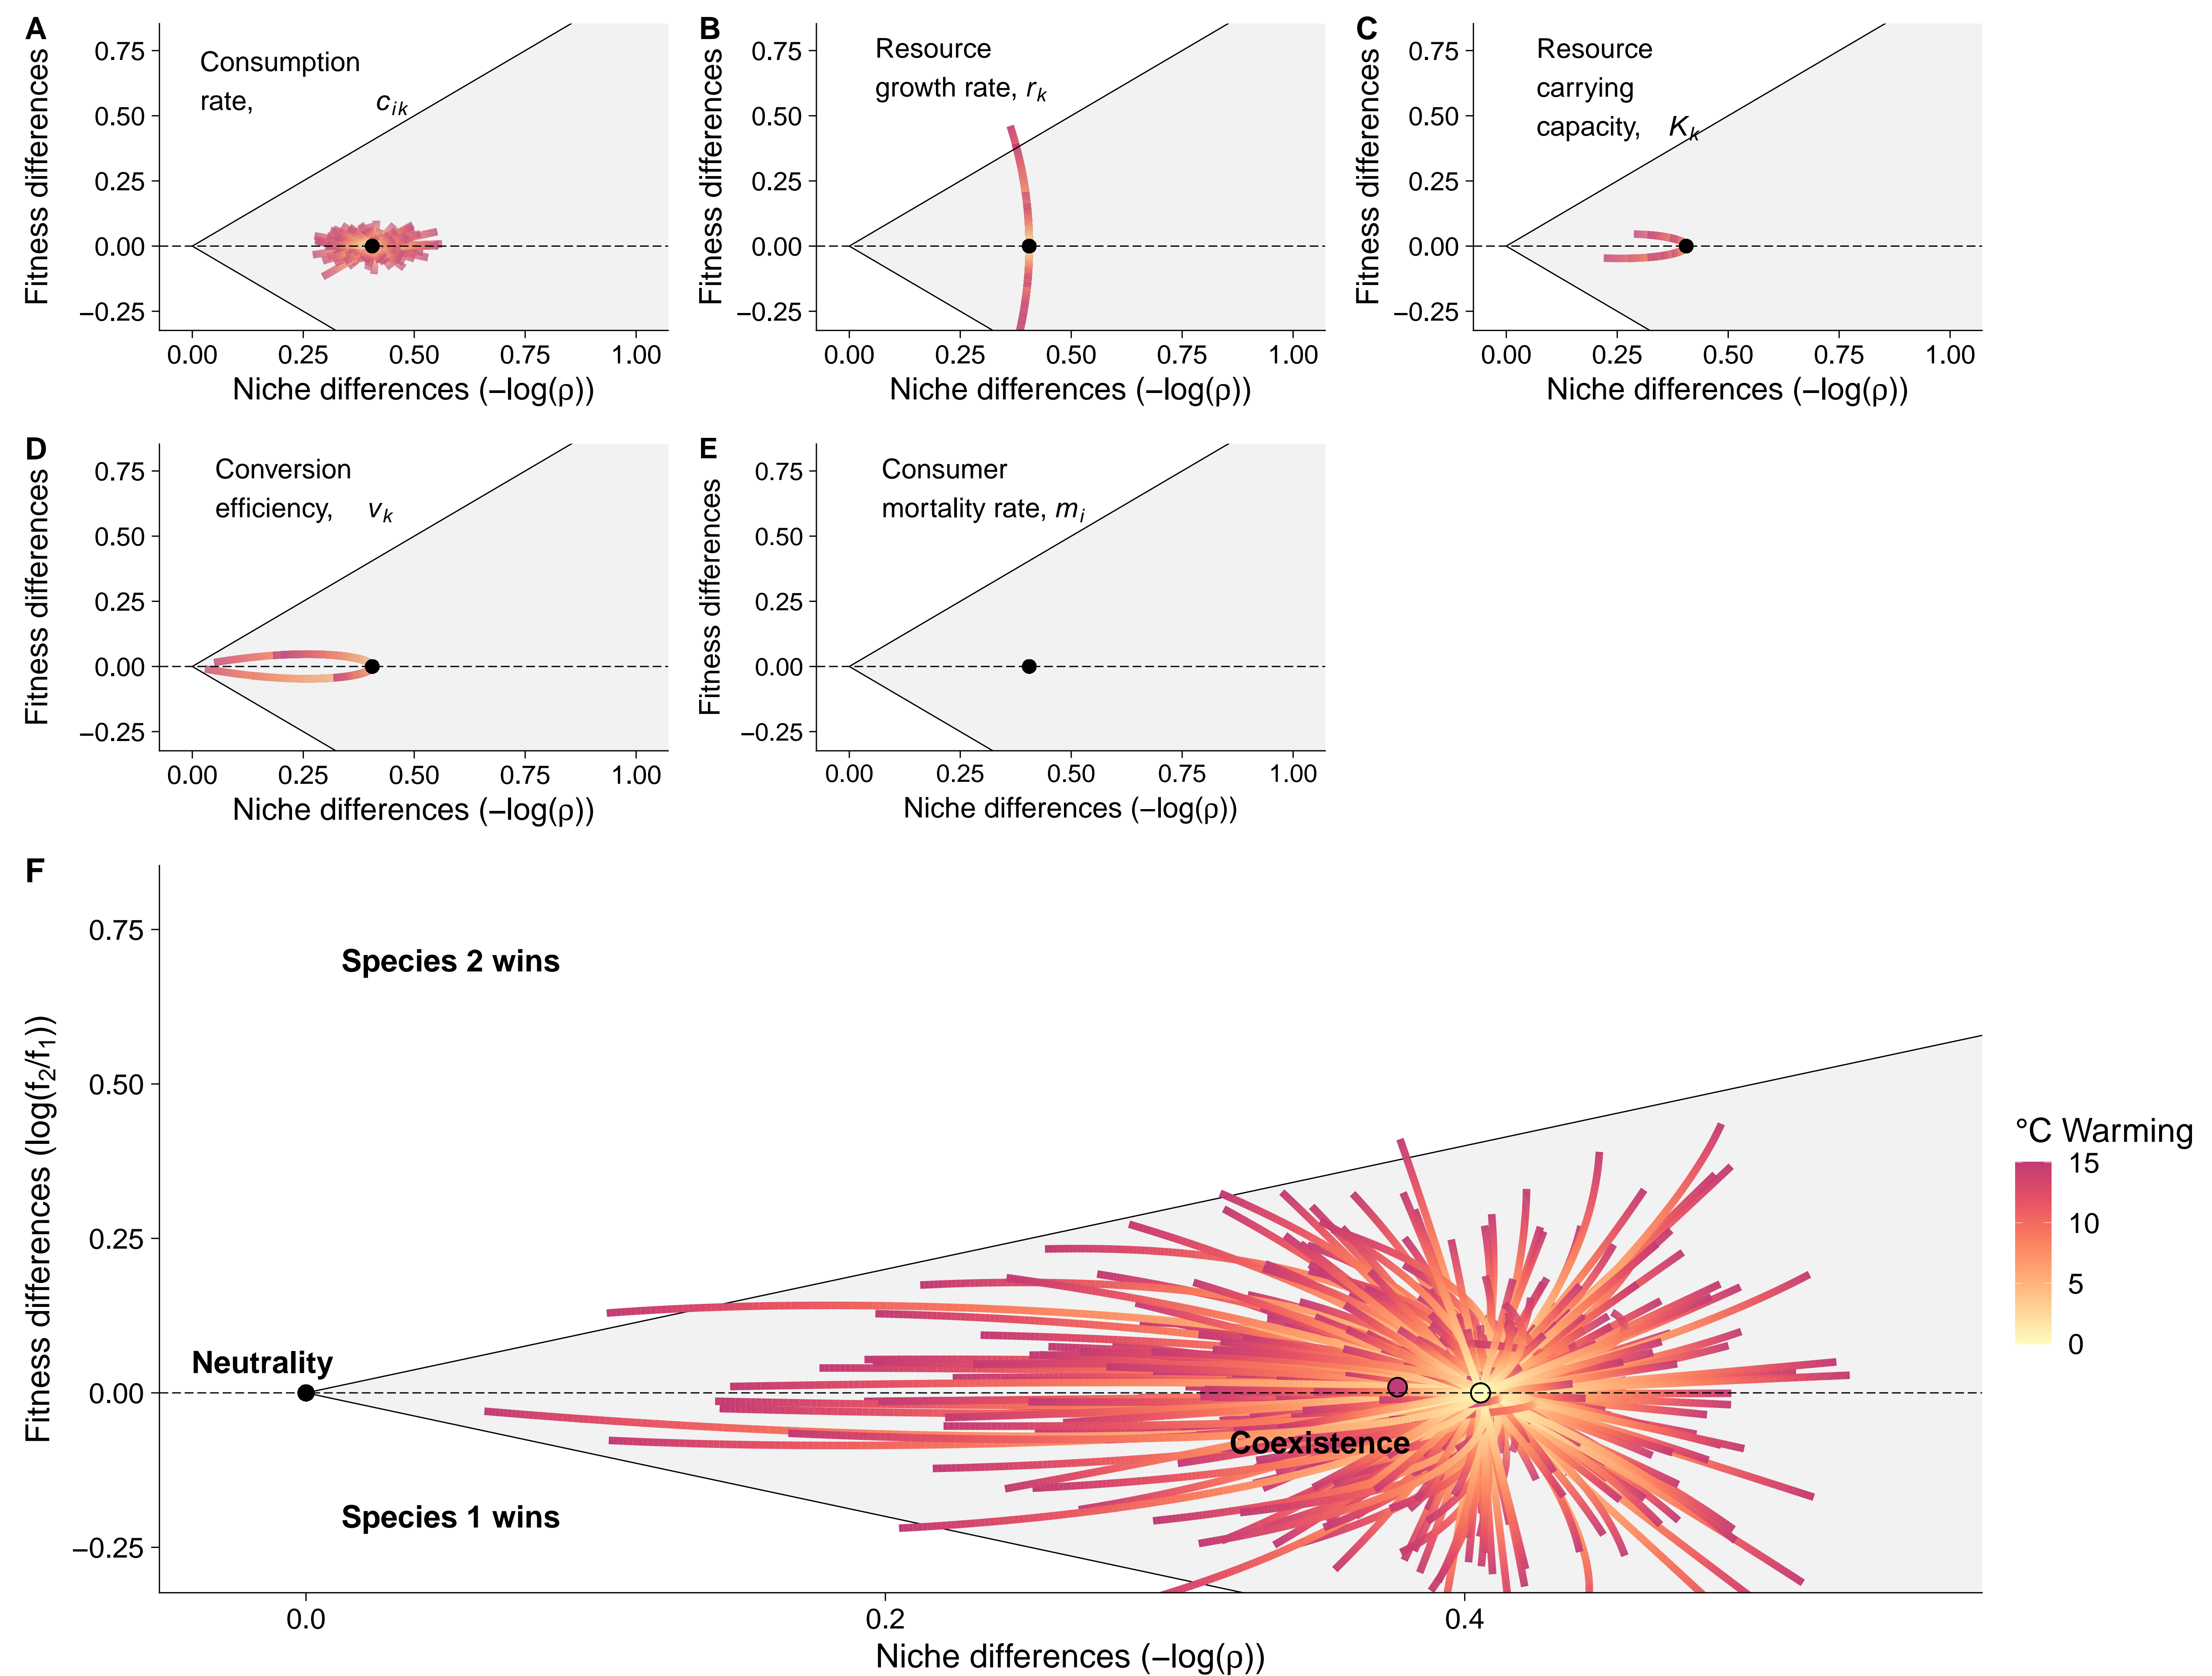 A
Consumption
rate, cik
0.75
0.50
0.25
0.00
−0.25
0.00 0.25 0.50 0.75 1.00
Fitness differences
Niche differences (−log(ρ))
B
Resource
growth rate, rk
0.75
0.50
0.25
0.00
−0.25
0.00 0.25 0.50 0.75 1.00
Fitness differences
Niche differences (−log(ρ))
C
Resource
carrying
capacity, Kk
0.75
0.50
0.25
0.00
−0.25
0.00 0.25 0.50 0.75 1.00
Fitness differences
Niche differences (−log(ρ))
D
Conversion
efficiency, vk
0.75
0.50
0.25
0.00
−0.25
0.00 0.25 0.50 0.75 1.00
Fitness differences
Niche differences (−log(ρ))
E
Consumer
mortality rate, mi
0.75
0.50
0.25
0.00
−0.25
0.00 0.25 0.50 0.75 1.00
Fitness differences
Niche differences (−log(ρ))
F
0.75
0.50
0.25
0.00
−0.25
Fitness differences (log(f2/f1))
Species 2 wins
Neutrality
Coexistence
Species 1 wins
0.0 0.2 0.4
Niche differences (−log(ρ))
°C Warming
15
10
5
0